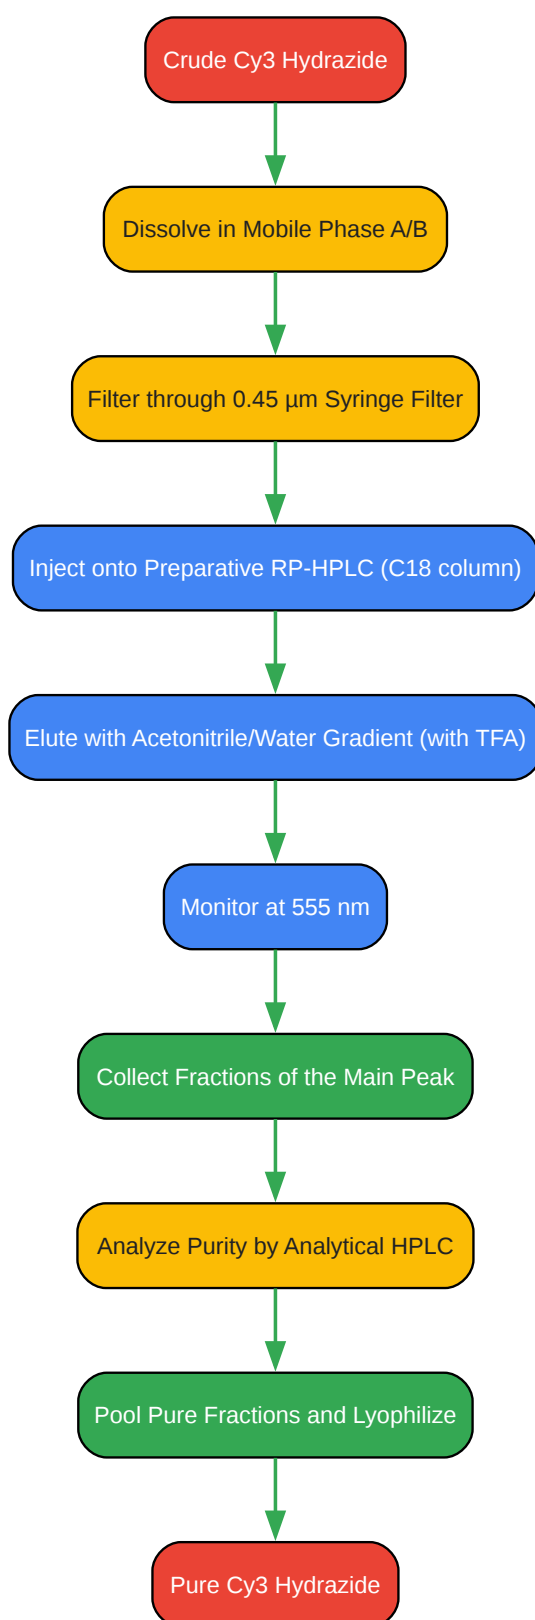 Crude Cy3 Hydrazide
Dissolve in Mobile Phase A/B
Filter through 0.45 µm Syringe Filter
Inject onto Preparative RP-HPLC (C18 column)
Elute with Acetonitrile/Water Gradient (with TFA)
Monitor at 555 nm
Collect Fractions of the Main Peak
Analyze Purity by Analytical HPLC
Pool Pure Fractions and Lyophilize
Pure Cy3 Hydrazide